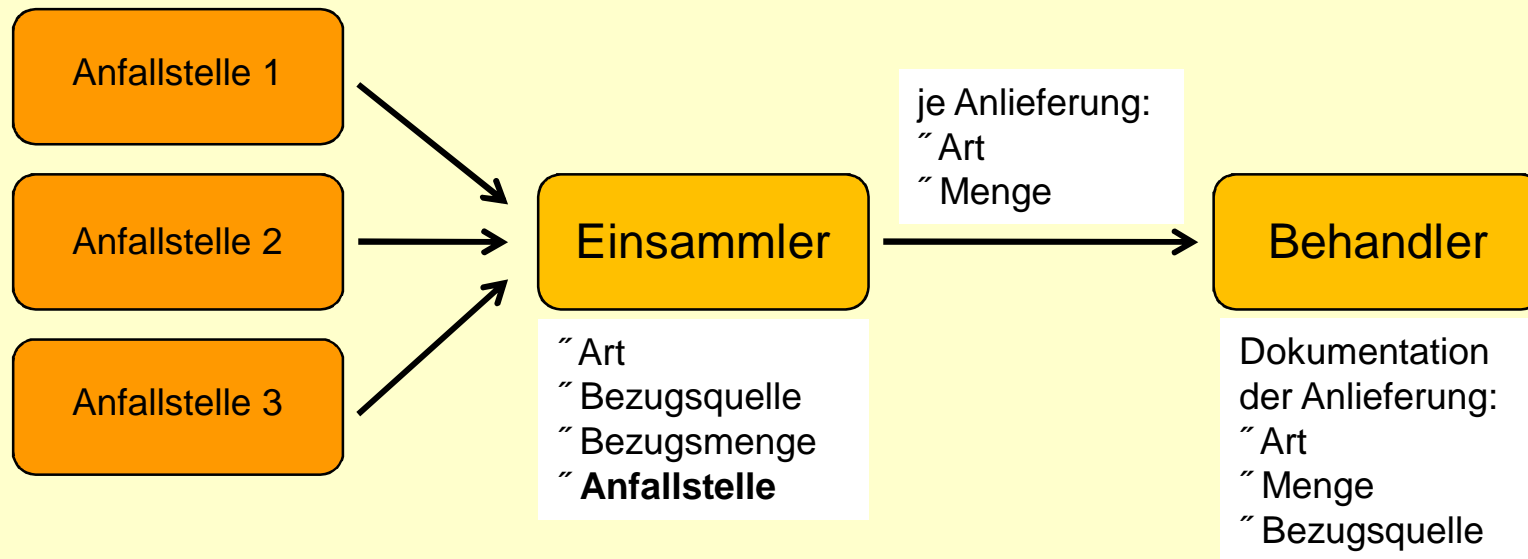 Anfallstelle 1
Anfallstelle 2
Anfallstelle 3
Einsammler
˝ Art
˝ Bezugsquelle
˝ Bezugsmenge
˝ Anfallstelle
je Anlieferung:
˝ Art
˝ Menge
Behandler
Dokumentation
der Anlieferung:
˝ Art
˝ Menge
˝ Bezugsquelle